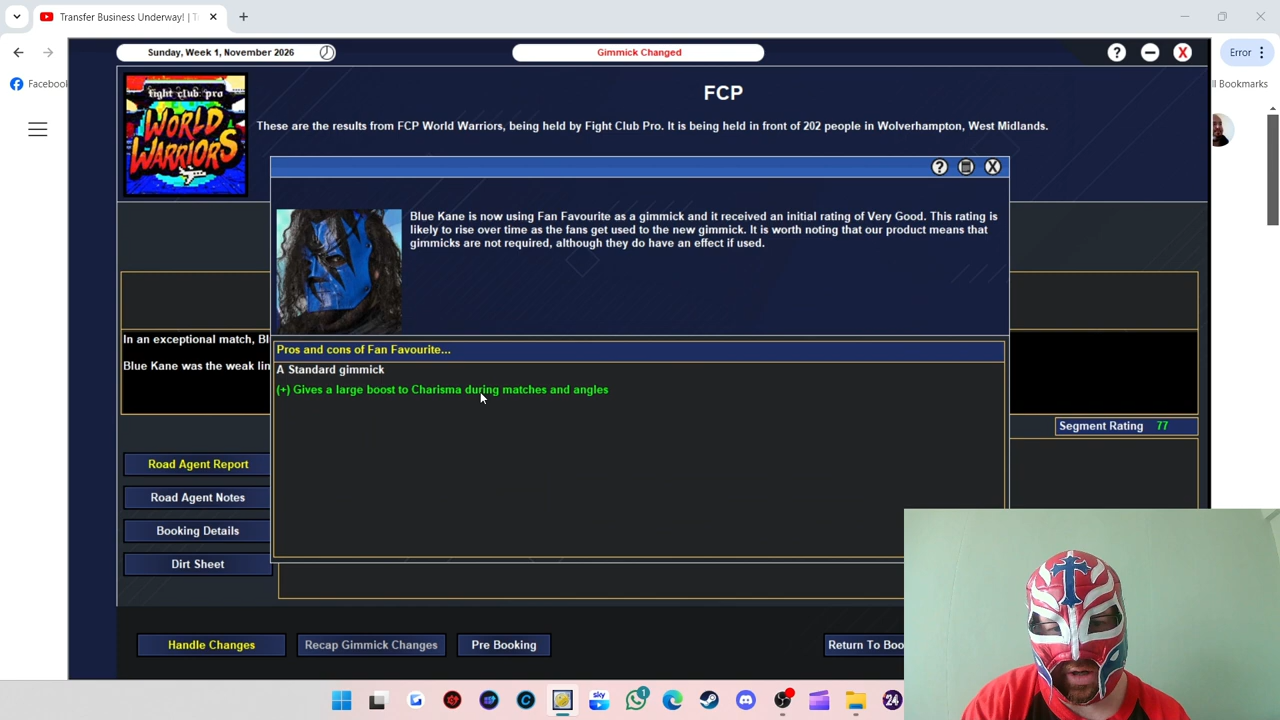 Transfer Business Underway! | T
Sunday, Week 1, November 2026
Gimmick Changed
?
X
Error
Facebook
ll Bookmarks
fight club pro
WORLD
WARRIORS
FCP
These are the results from FCP World Warriors, being held by Fight Club Pro. It is being held in front of 202 people in Wolverhampton, West Midlands.
?
X
Blue Kane is now using Fan Favourite as a gimmick and it received an initial rating of Very Good. This rating is
likely to rise over time as the fans get used to the new gimmick. It is worth noting that our product means that
gimmicks are not required, although they do have an effect if used.
In an exceptional match, Bl
Blue Kane was the weak lin
Pros and cons of Fan Favourite...
A Standard gimmick
(+) Gives a large boost to Charisma during matches and angles
Segment Rating 77
Road Agent Report
Road Agent Notes
Booking Details
Dirt Sheet
Handle Changes
Recap Gimmick Changes
Pre Booking
Return To Boo
sky
1
24